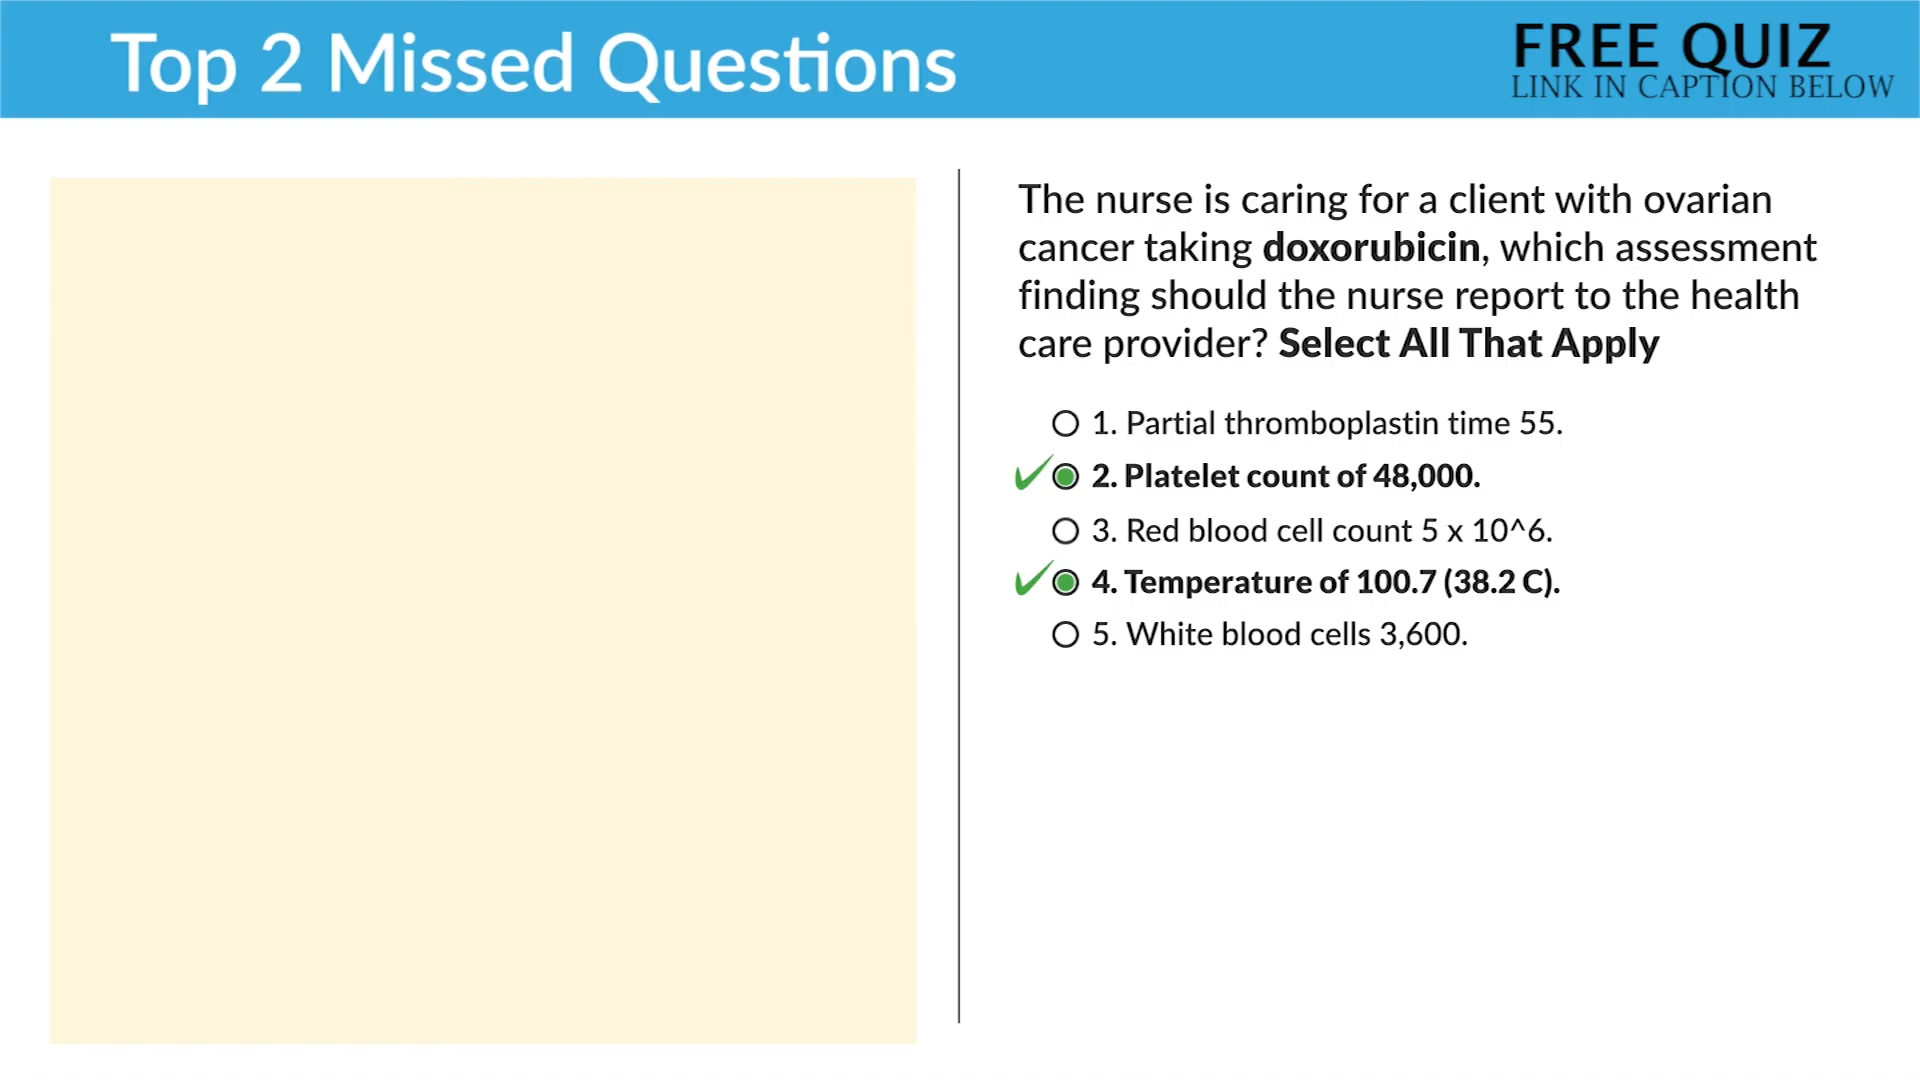 Top 2 Missed Questions
FREE QUIZ
LINK IN CAPTION BELOW
The nurse is caring for a client with ovarian
cancer taking doxorubicin, which assessment
finding should the nurse report to the health
care provider? Select All That Apply
1. Partial thromboplastin time 55.
2. Platelet count of 48,000.
3. Red blood cell count 5 x 10^6.
4. Temperature of 100.7 (38.2 C).
5. White blood cells 3,600.